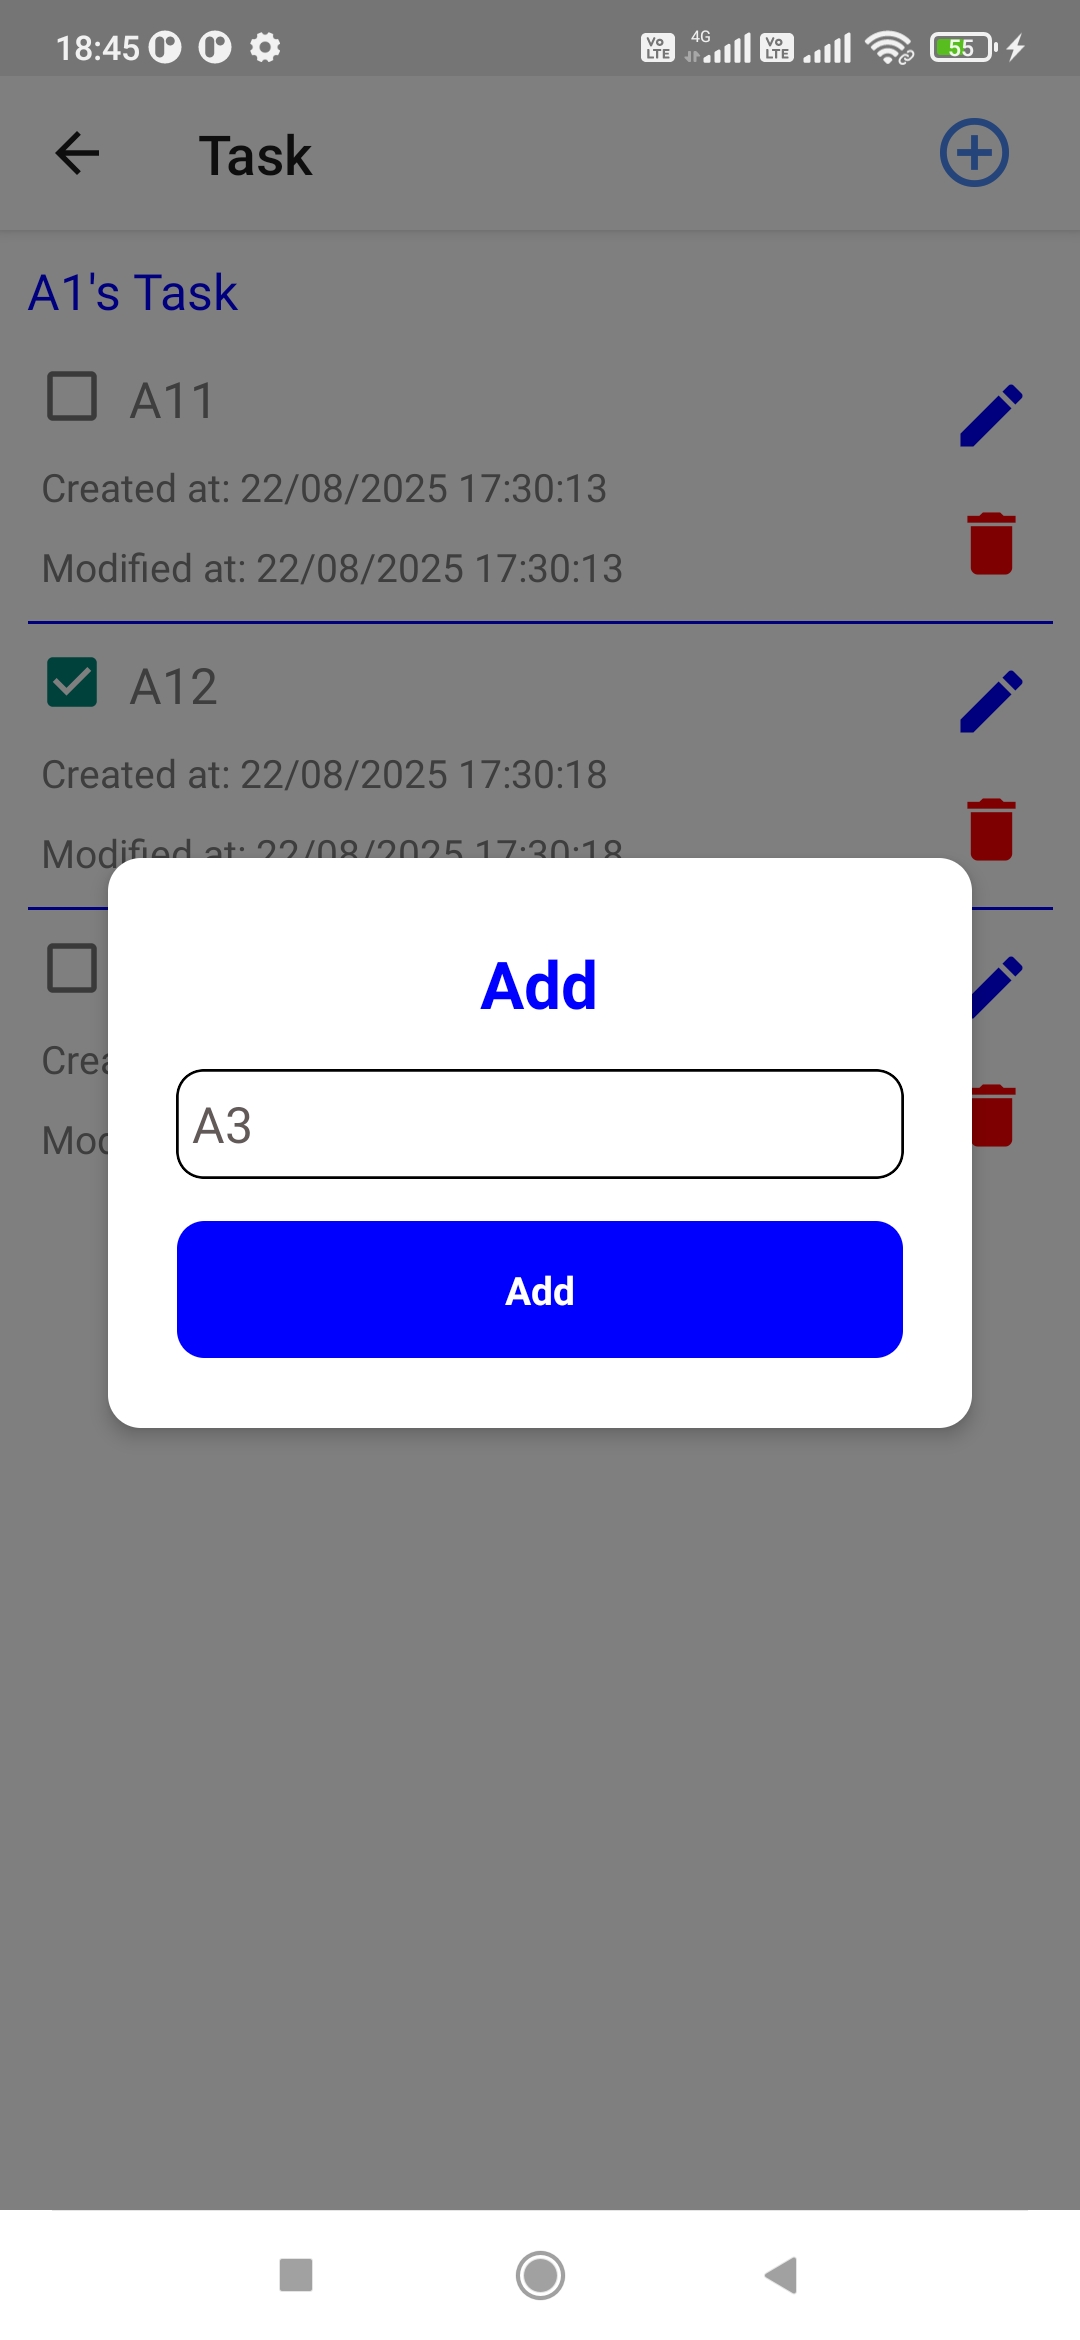 18:45 Vo LTE 4G Vo LTE 55
Task
A1's Task
A11
Created at: 22/08/2025 17:30:13
Modified at: 22/08/2025 17:30:13
A12
Created at: 22/08/2025 17:30:18
Modified at: 22/08/2025 17:30:18
Add
A3
Add